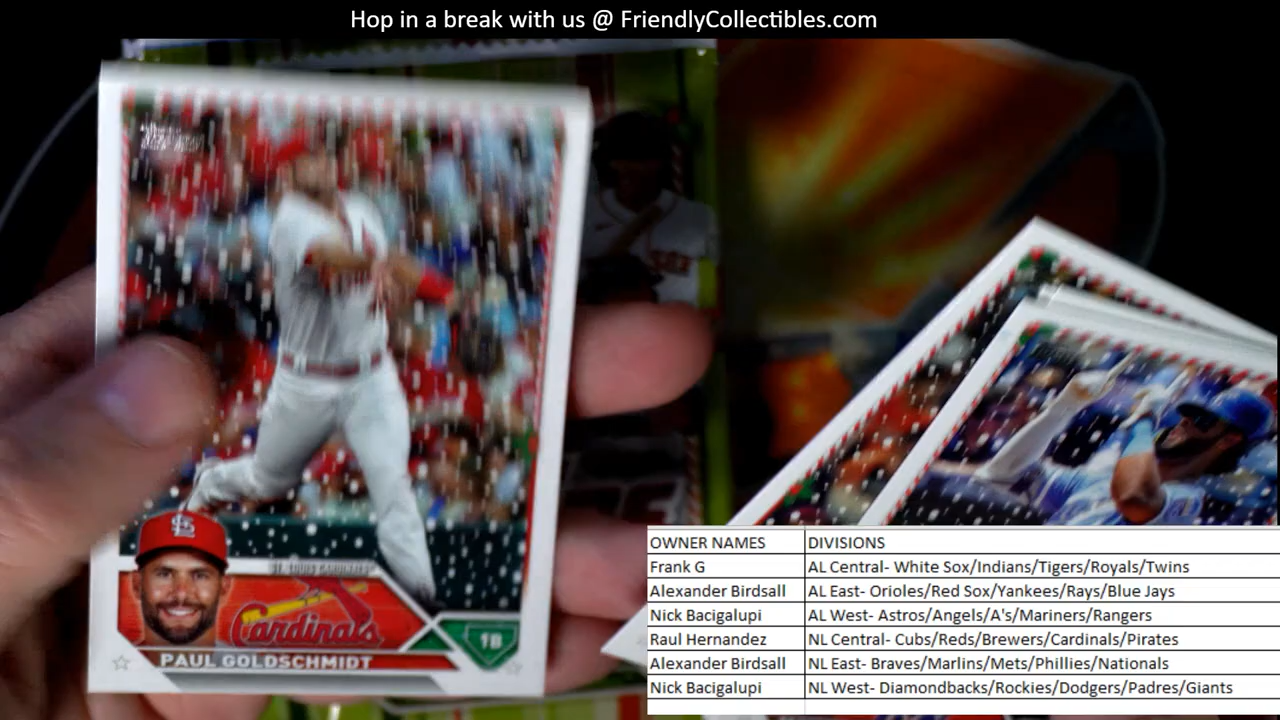 Hop in a break with us @ FriendlyCollectibles.com
ST. LOUIS CARDINALS
Cardinals
1B
PAUL GOLDSCHMIDT
OWNER NAMES DIVISIONS
Frank G AL Central- White Sox/Indians/Tigers/Royals/Twins
Alexander Birdsall AL East- Orioles/Red Sox/Yankees/Rays/Blue Jays
Nick Bacigalupi AL West- Astros/Angels/A's/Mariners/Rangers
Raul Hernandez NL Central- Cubs/Reds/Brewers/Cardinals/Pirates
Alexander Birdsall NL East- Braves/Marlins/Mets/Phillies/Nationals
Nick Bacigalupi NL West- Diamondbacks/Rockies/Dodgers/Padres/Giants